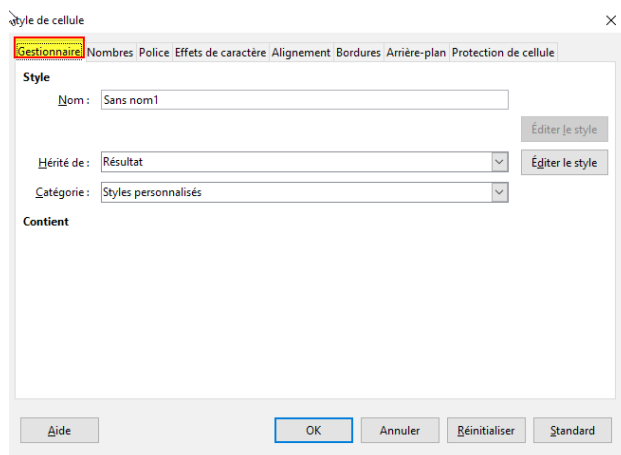 Style de cellule
Gestionnaire Nombres Police Effets de caractère Alignement Bordures Arrière-plan Protection de cellule
Style
Nom : Sans nom1
Éditer le style
Hérité de : Résultat Éditer le style
Catégorie : Styles personnalisés
Contient
Aide OK Annuler Réinitialiser Standard